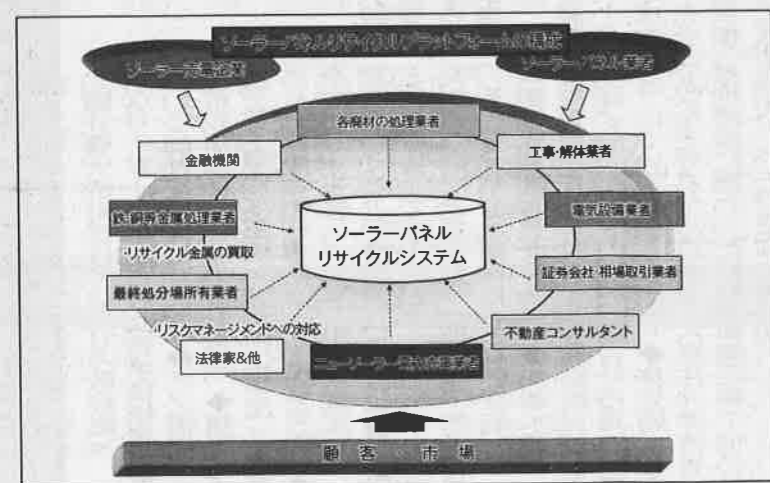 ソーラーパネルリサイクルプラットフォームの構成
ソーラー売電企業
ソーラーパネル業者
各廃材の処理業者
金融機関
工事・解体業者
鉄・銅等金属処理業者
電気設備業者
・リサイクル金属の買取
ソーラーパネル
リサイクルシステム
証券会社・相場取引業者
最終処分場所有業者
・リスクマネージメンドへの対応
不動産コンサルタント
法律家&他
顧客・市場